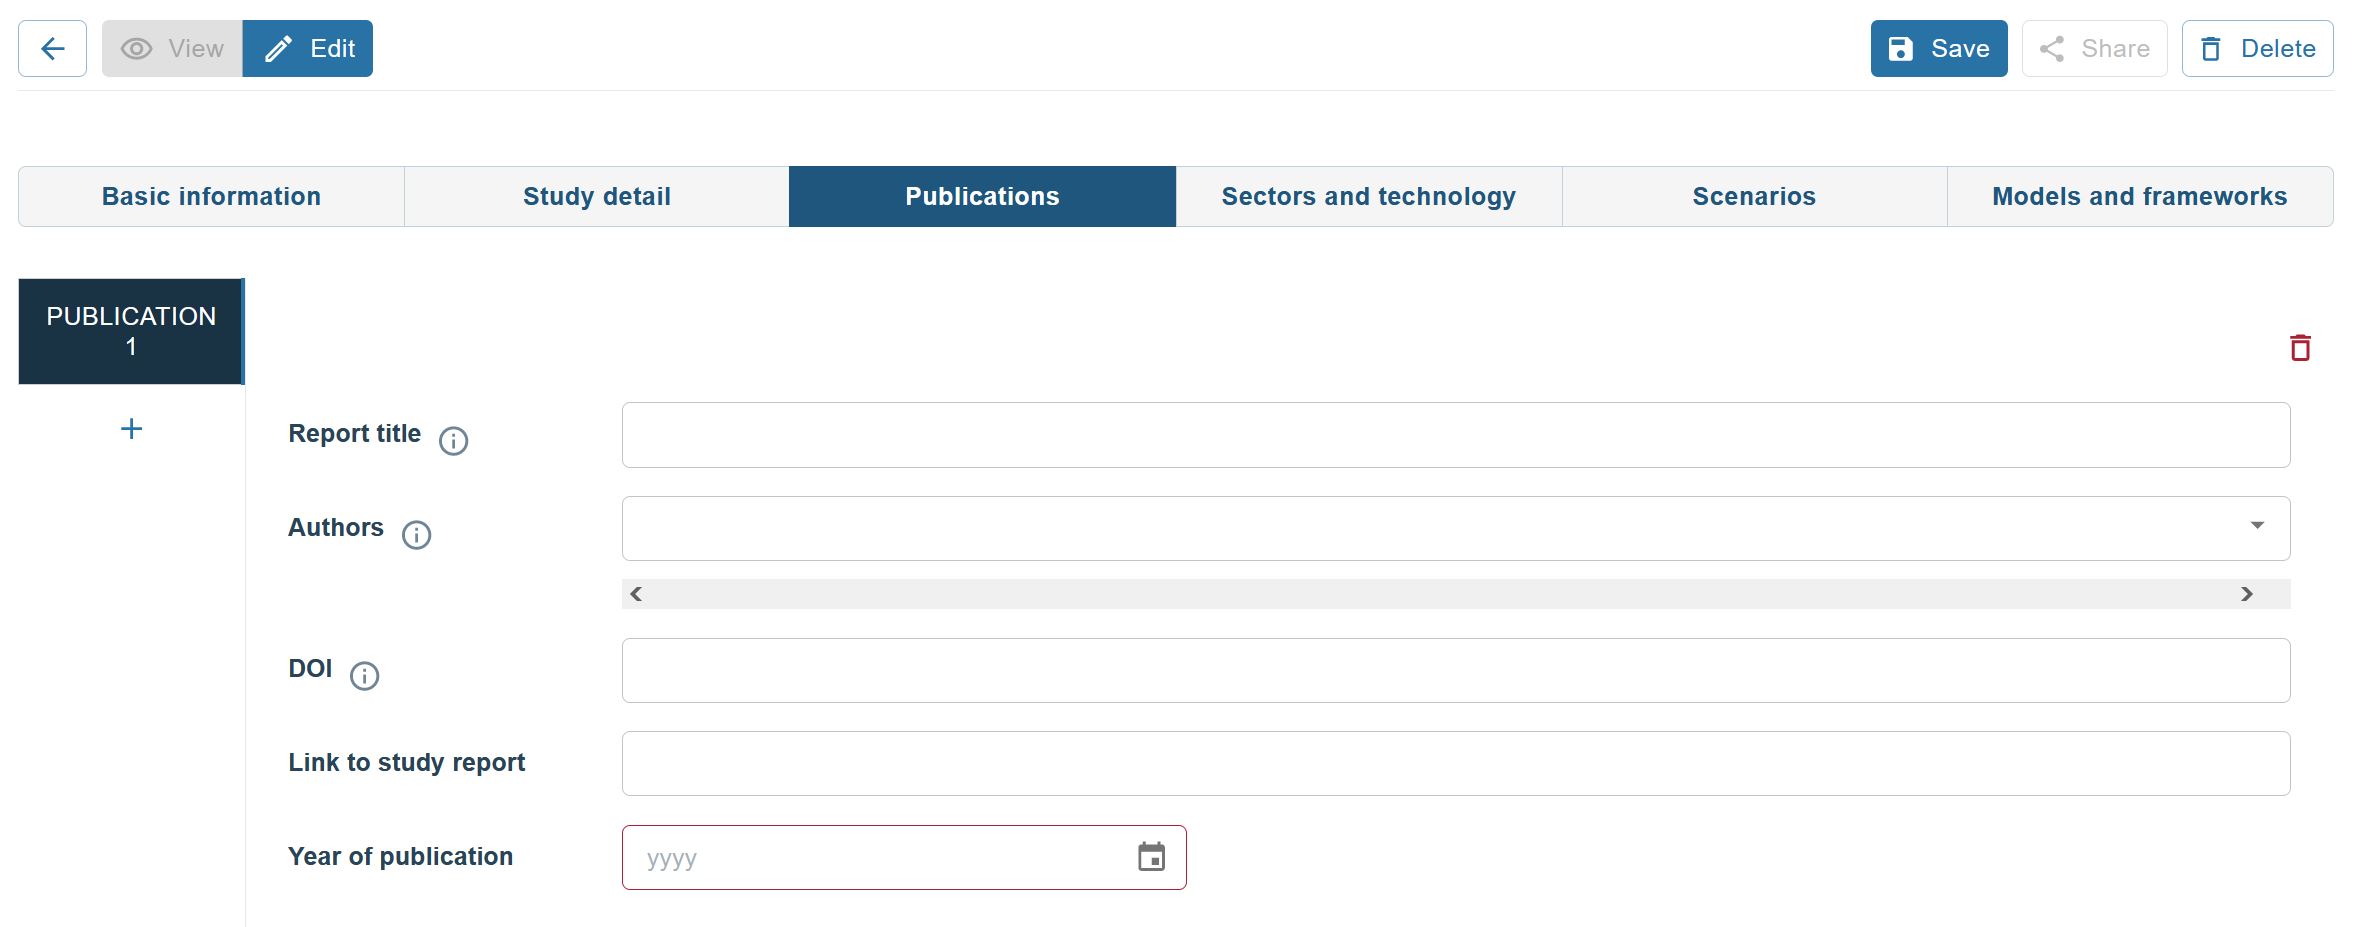 View Edit Save Share Delete
Basic information Study detail Publications Sectors and technology Scenarios Models and frameworks
PUBLICATION
1
+
Report title
Authors
DOI
Link to study report
Year of publication yyyy